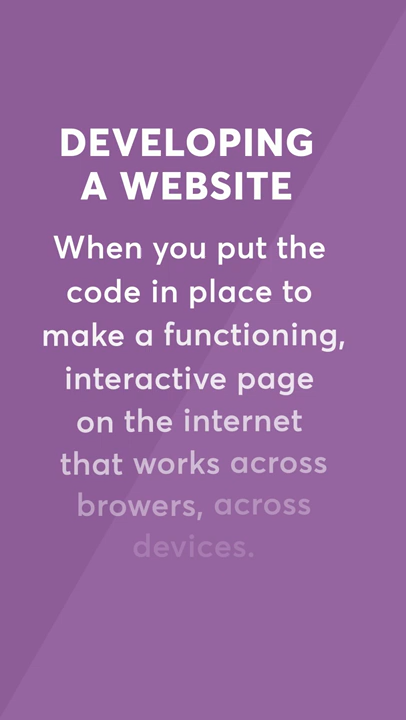 DEVELOPING
A WEBSITE
When you put the
code in place to
make a functioning,
interactive page
on the internet
that works across
browers, across
devices.